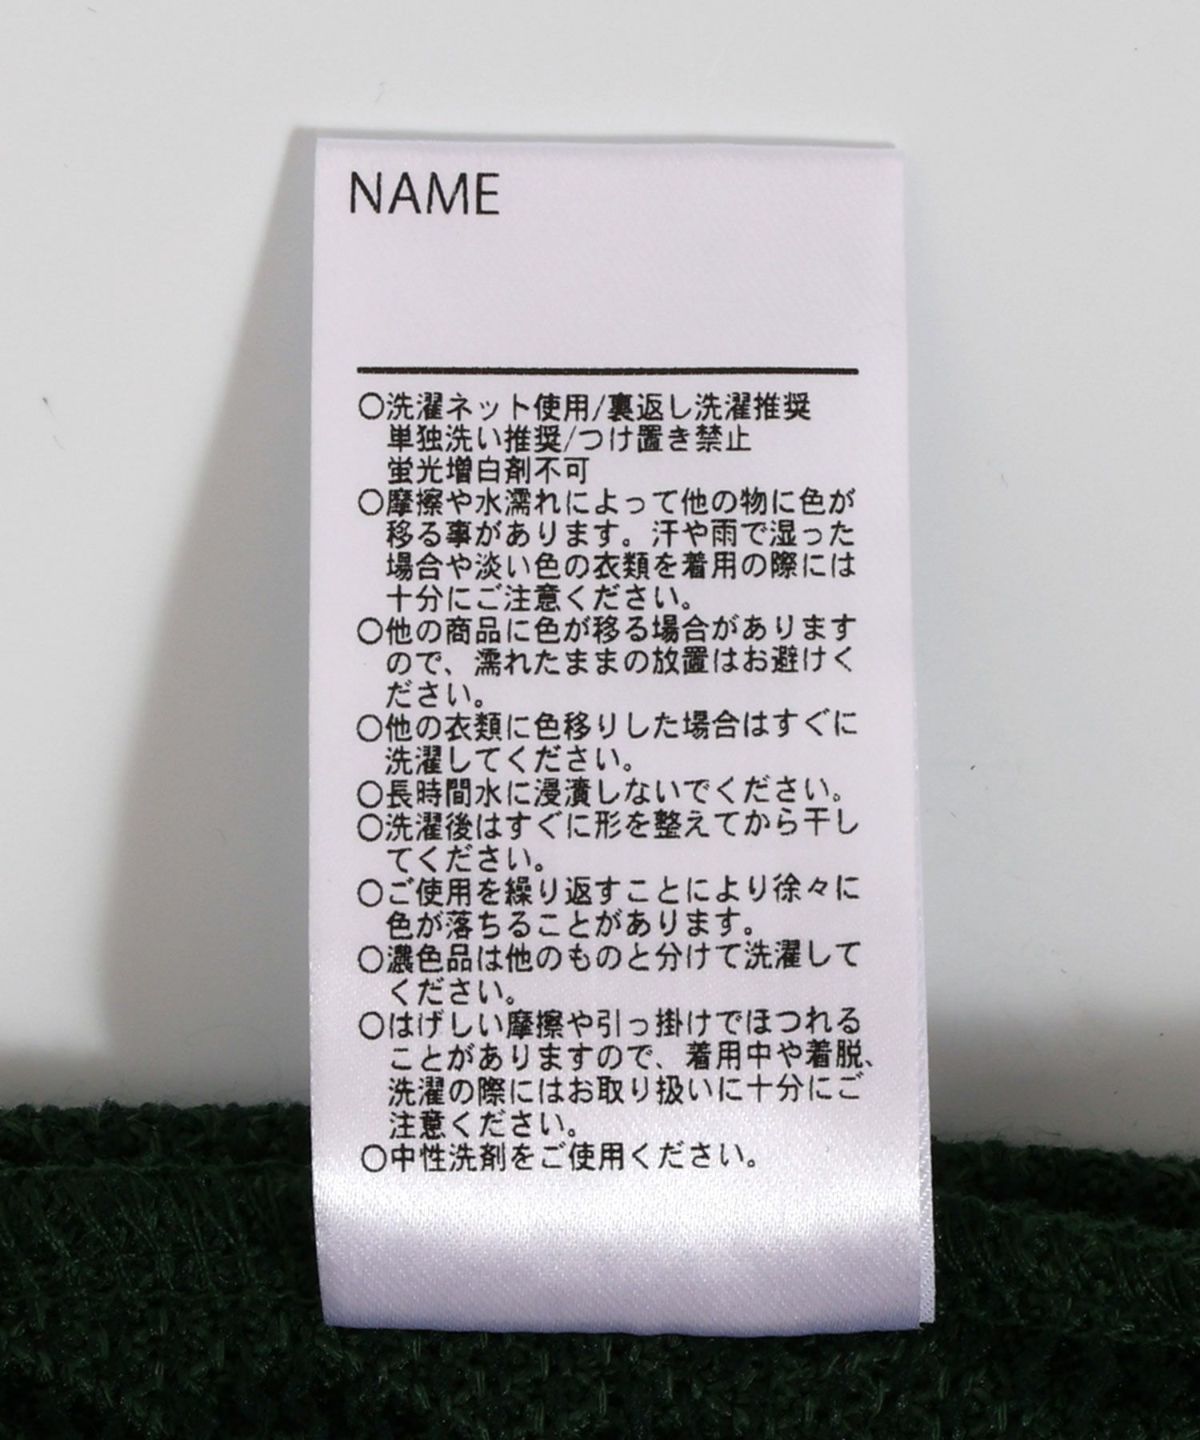 NAME
○洗濯ネット使用/裏返し洗濯推奨
単独洗い推奨/つけ置き禁止
蛍光増白剤不可
○摩擦や水濡れによって他の物に色が
移る事があります。汗や雨で湿った
場合や淡い色の衣類を着用の際には
十分にご注意ください。
○他の商品に色が移る場合があります
ので、濡れたままの放置はお避けく
ださい。
○他の衣類に色移りした場合はすぐに
洗濯してください。
○長時間水に浸漬しないでください。
○洗濯後はすぐに形を整えてから干し
てください。
○ご使用を繰り返すことにより徐々に
色が落ちることがあります。
○濃色品は他のものと分けて洗濯して
ください。
○はげしい摩擦や引っ掛けでほつれる
ことがありますので、着用中や着脱、
洗濯の際にはお取り扱いに十分にご
注意ください。
○中性洗剤をご使用ください。